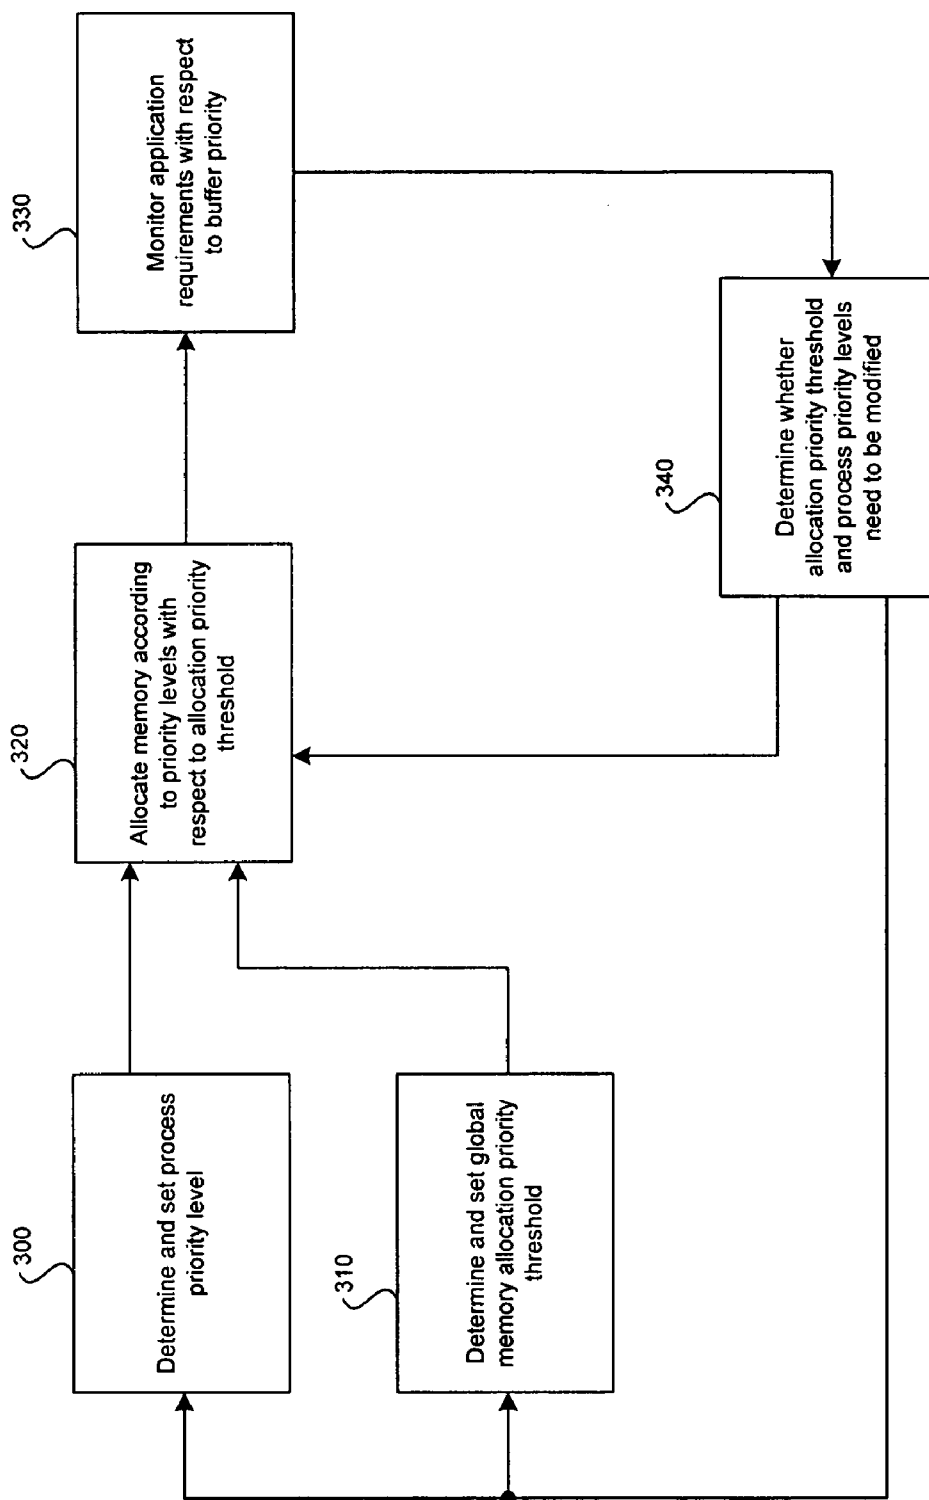 300
Determine and set process
priority level
310
Determine and set global
memory allocation priority
threshold
320
Allocate memory according
to priority levels with
respect to allocation priority
threshold
330
Monitor application
requirements with respect
to buffer priority
340
Determine whether
allocation priority threshold
and process priority levels
need to be modified